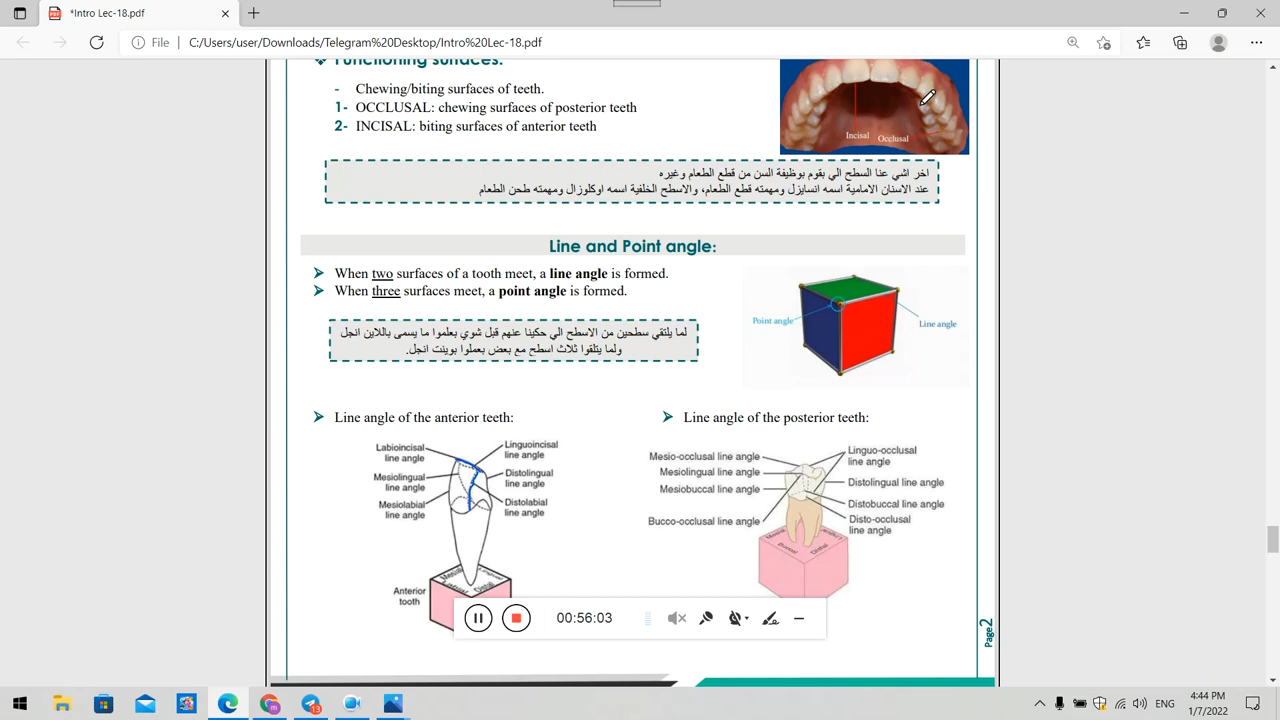 *Intro Lec-18.pdf
File
C:/Users/user/Downloads/Telegram%20Desktop/Intro%20Lec-18.pdf
Functioning surfaces:
- Chewing/biting surfaces of teeth.
1- OCCLUSAL: chewing surfaces of posterior teeth
2- INCISAL: biting surfaces of anterior teeth
Incisal
Occlusal
اخر اشي عنا السطح الي بقوم بوظيفة السن من قطع الطعام وغيره
عند الاسنان الامامية اسمه انسايزل ومهمته قطع الطعام، والاسطح الخلفية اسمه اوكلوزال ومهمته طحن الطعام
Line and Point angle:
When two surfaces of a tooth meet, a line angle is formed.
When three surfaces meet, a point angle is formed.
Point angle
Line angle
لما يلتقي سطحين من الاسطح الي حكينا عنهم قبل شوي بعلموا ما يسمى باللاين انجل
ولما يتلقوا ثلاث اسطح مع بعض بعملوا بوينت انجل.
Line angle of the anterior teeth:
Labioincisal
line angle
Mesiolingual
line angle
Mesiolabial
line angle
Linguoincisal
line angle
Distolingual
line angle
Distolabial
line angle
Anterior
tooth
Distal
Line angle of the posterior teeth:
Mesio-occlusal line angle
Mesiolingual line angle
Mesiobuccal line angle
Bucco-occlusal line angle
Linguo-occlusal
line angle
Distolingual line angle
Distobuccal line angle
Disto-occlusal
line angle
Distal
Page2
00:56:03
13
ENG
4:44 PM
1/7/2022